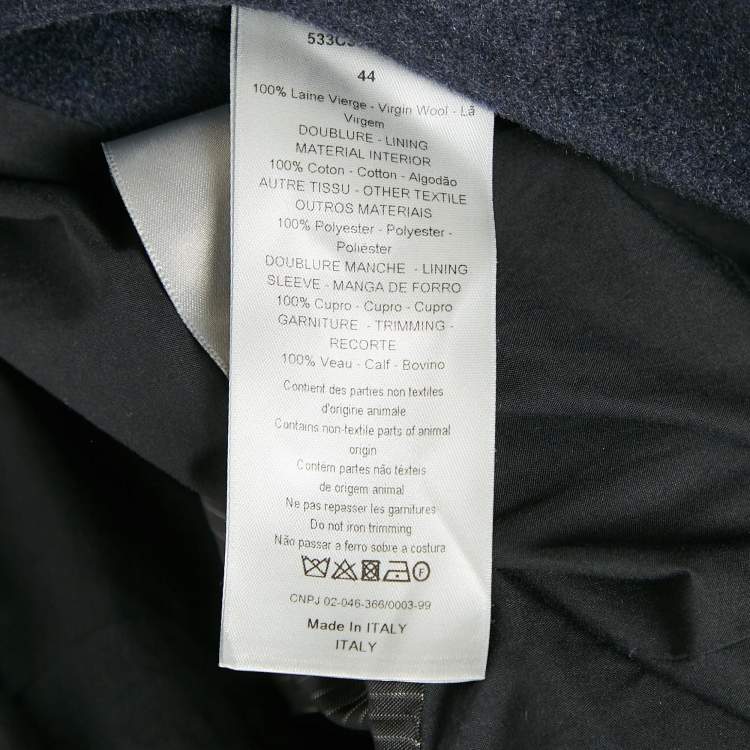 44
100% Laine Vierge - Virgin Wool - Lã
Virgem
DOUBLURE - LINING
MATERIAL INTERIOR
100% Coton - Cotton - Algodão
AUTRE TISSU - OTHER TEXTILE
OUTROS MATERIAIS
100% Polyester - Polyester -
Poliéster
DOUBLURE MANCHE - LINING
SLEEVE - MANGA DE FORRO
100% Cupro - Cupro - Cupro
GARNITURE - TRIMMING -
RECORTE
100% Veau - Calf - Bovino
Contient des parties non textiles
d'origine animale
Contains non-textile parts of animal
origin
Contém partes não têxteis
de origem animal
Ne pas repasser les garnitures
Do not iron trimming
Não passar a ferro sobre a costura
F
CNPJ 02-046-366/0003-99
Made In ITALY
ITALY